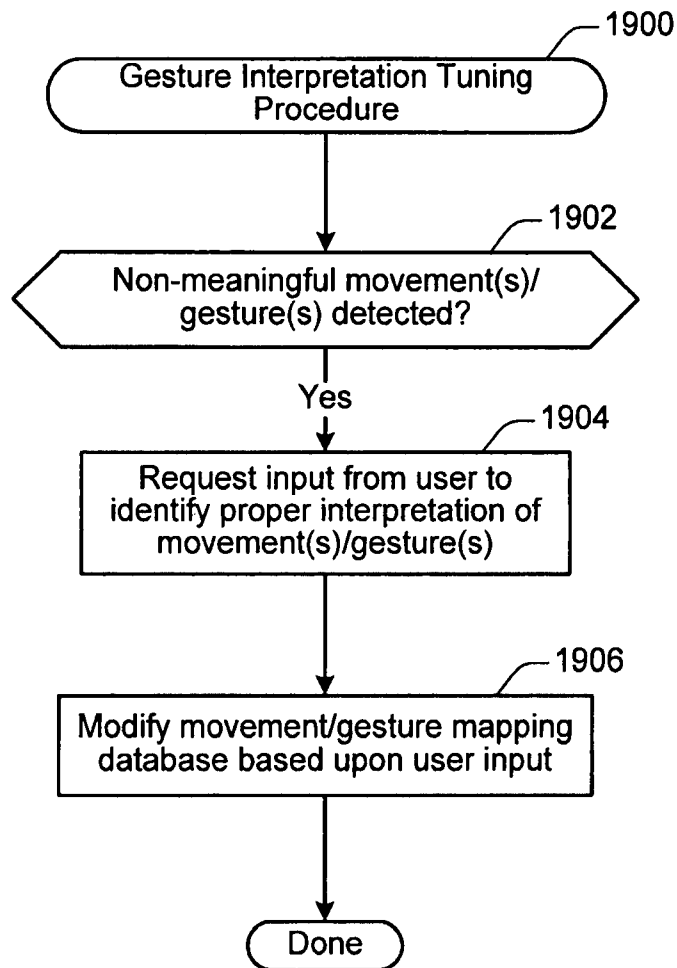 1900
Gesture Interpretation Tuning
Procedure
1902
Non-meaningful movement(s)/
gesture(s) detected?
Yes
1904
Request input from user to
identify proper interpretation of
movement(s)/gesture(s)
1906
Modify movement/gesture mapping
database based upon user input
Done